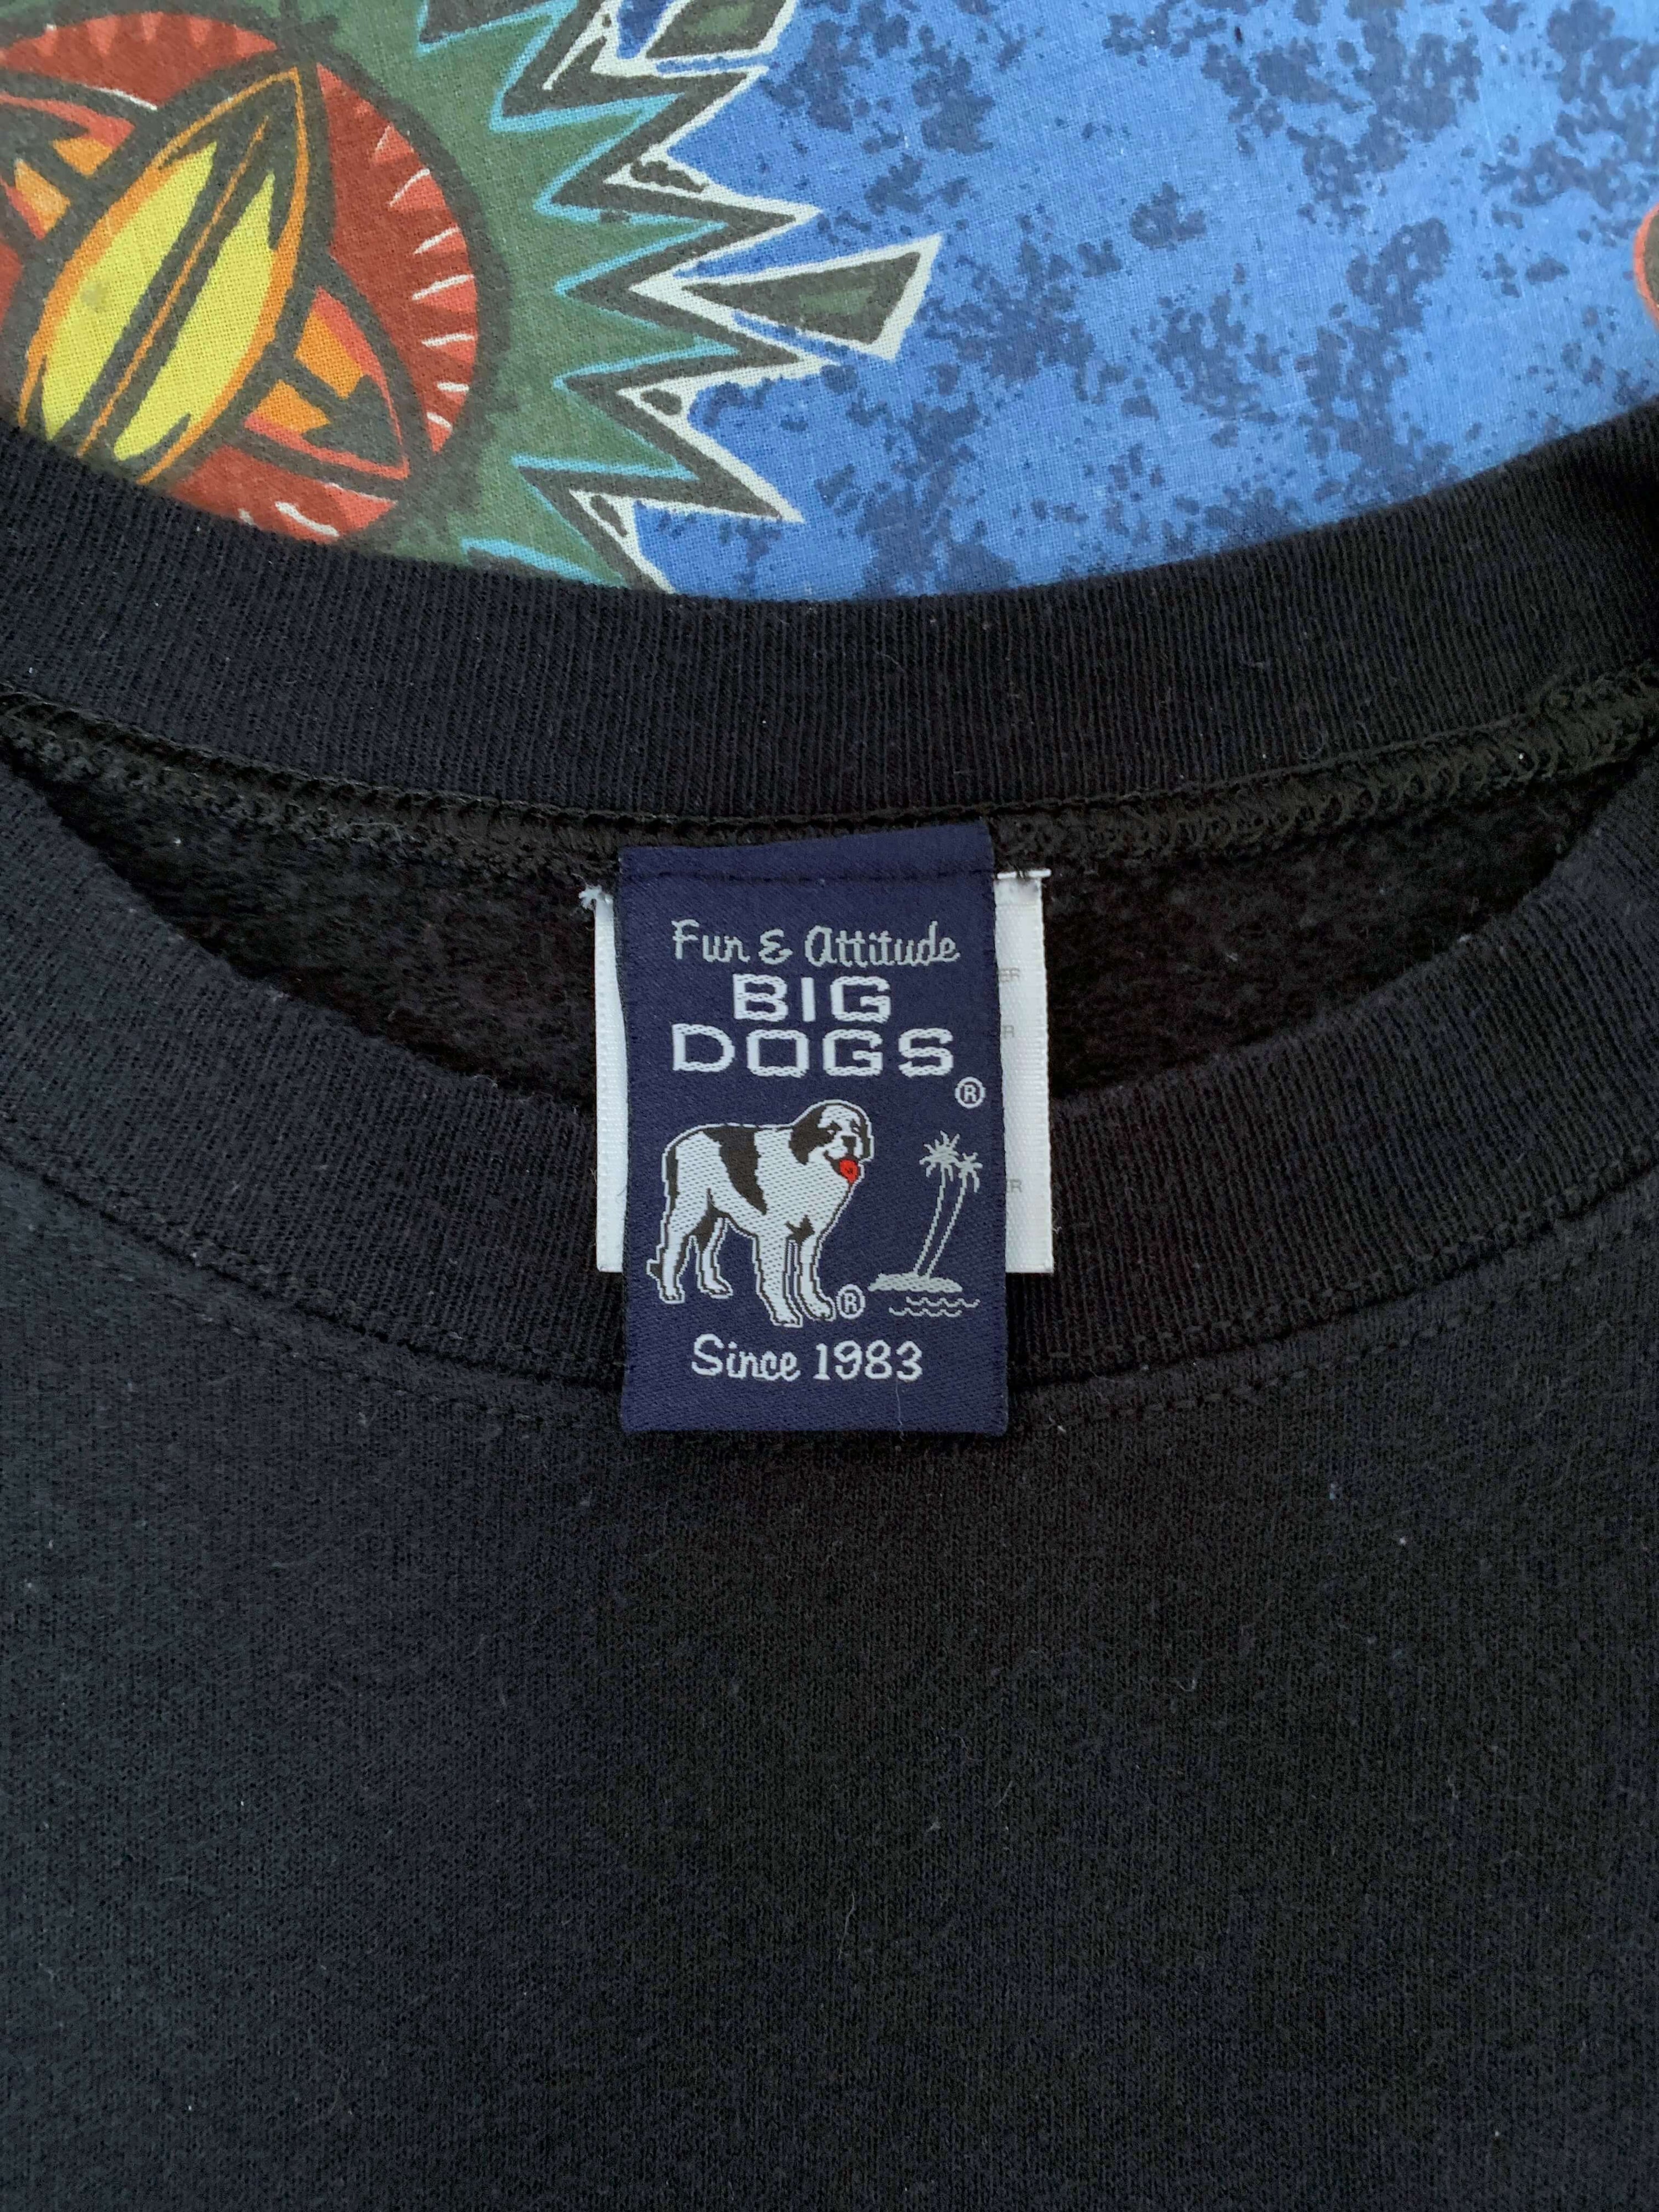 Fun & Attitude
BIG
DOGS®
®
Since 1983